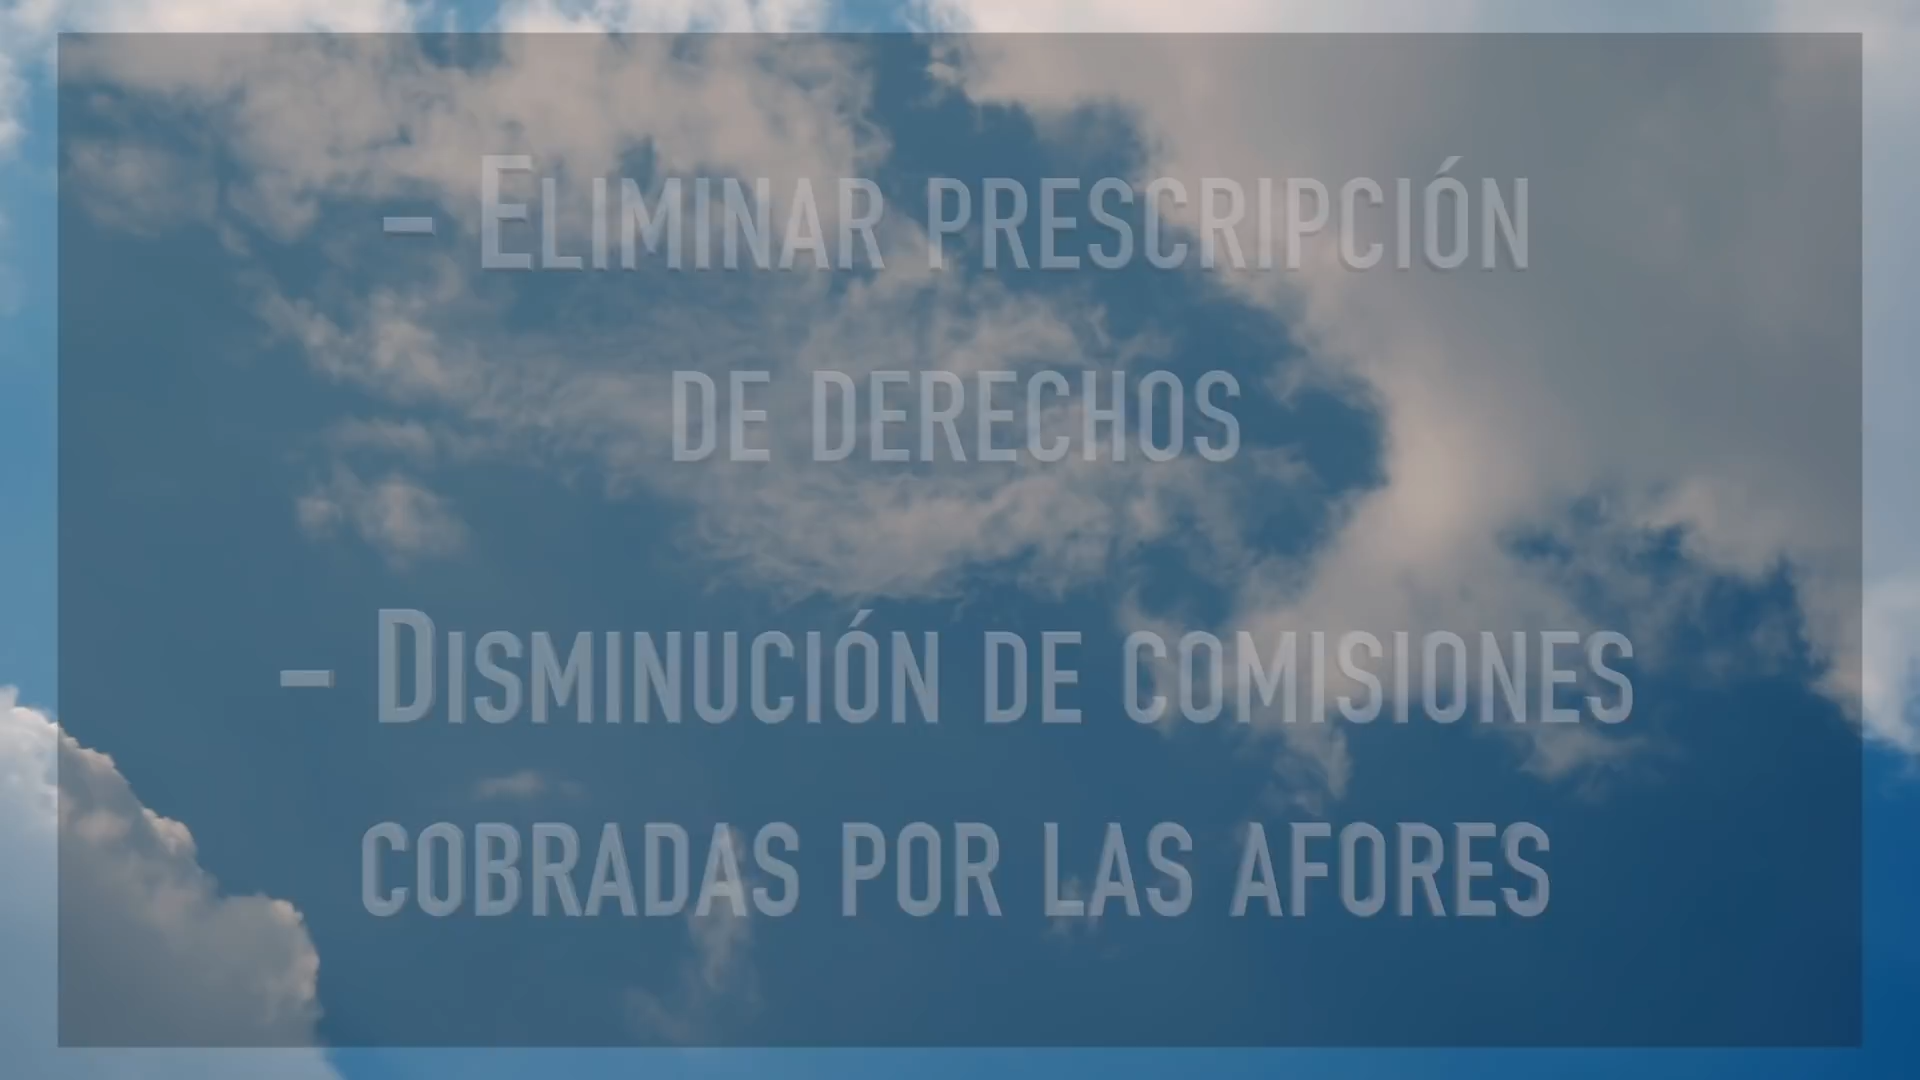 - Eliminar prescripción
de derechos
- Disminución de comisiones
cobradas por las afores